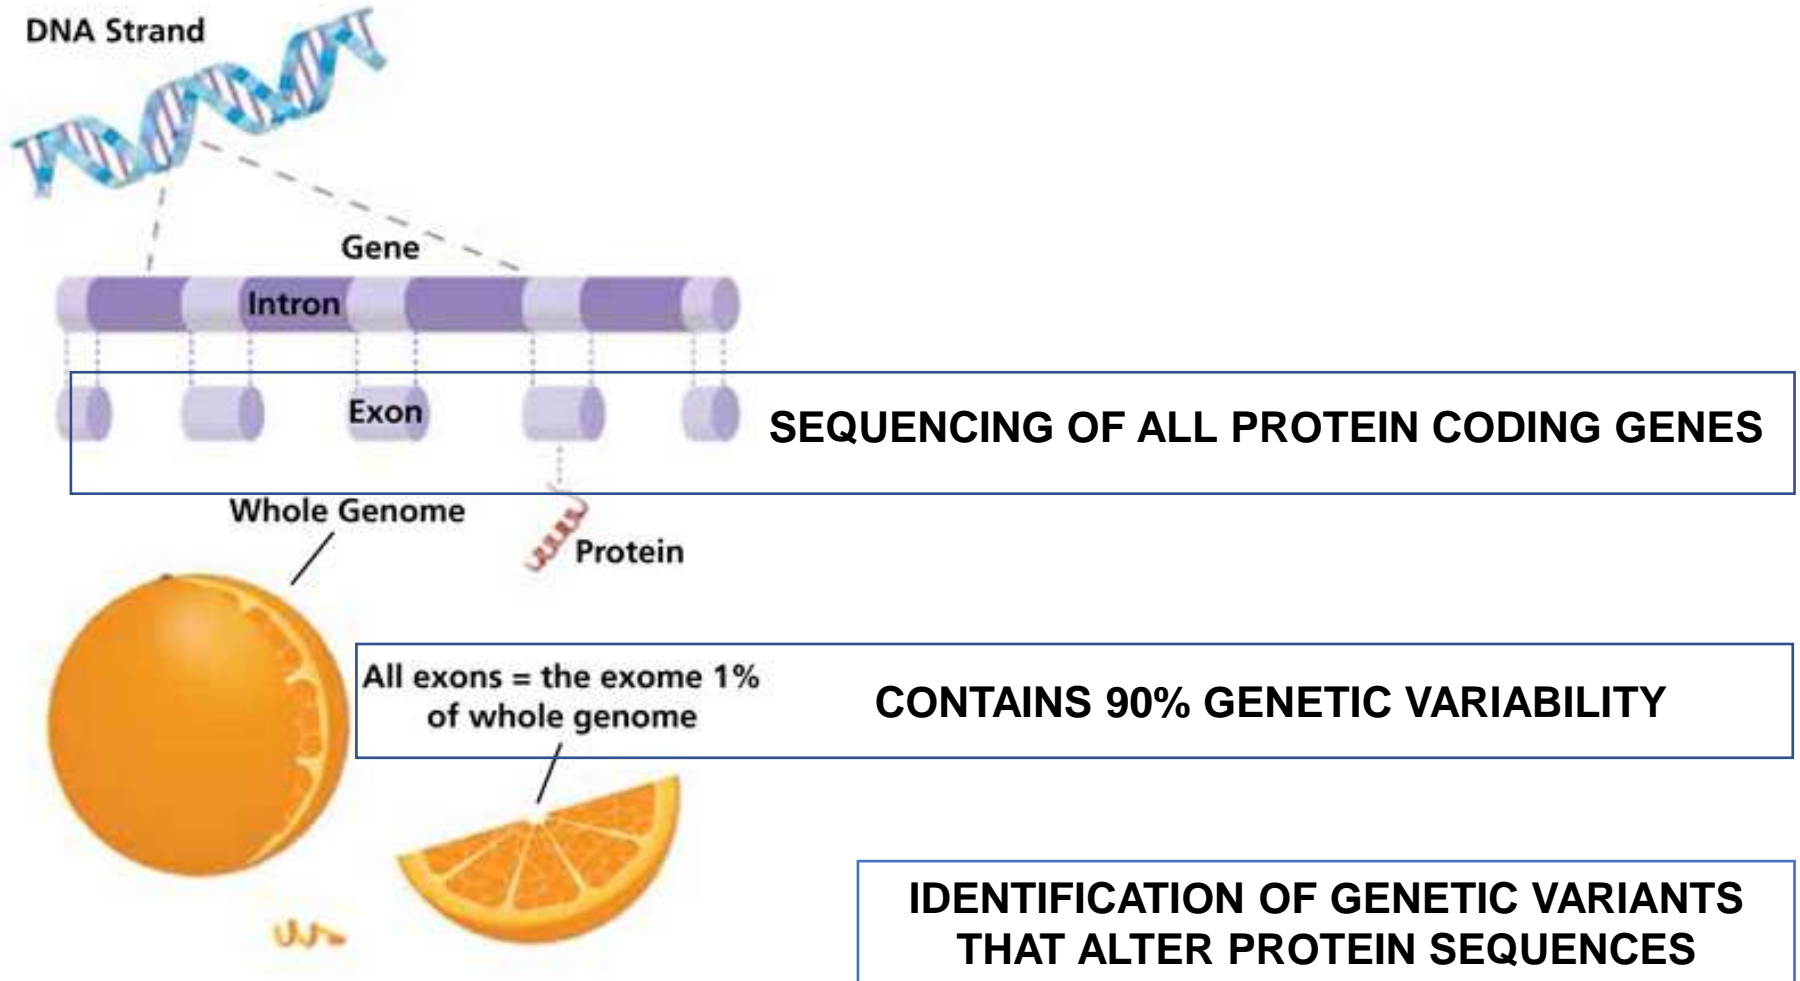 DNA Strand
Gene
Intron
Exon
SEQUENCING OF ALL PROTEIN CODING GENES
Whole Genome
Protein
All exons = the exome 1%
of whole genome
CONTAINS 90% GENETIC VARIABILITY
IDENTIFICATION OF GENETIC VARIANTS
THAT ALTER PROTEIN SEQUENCES